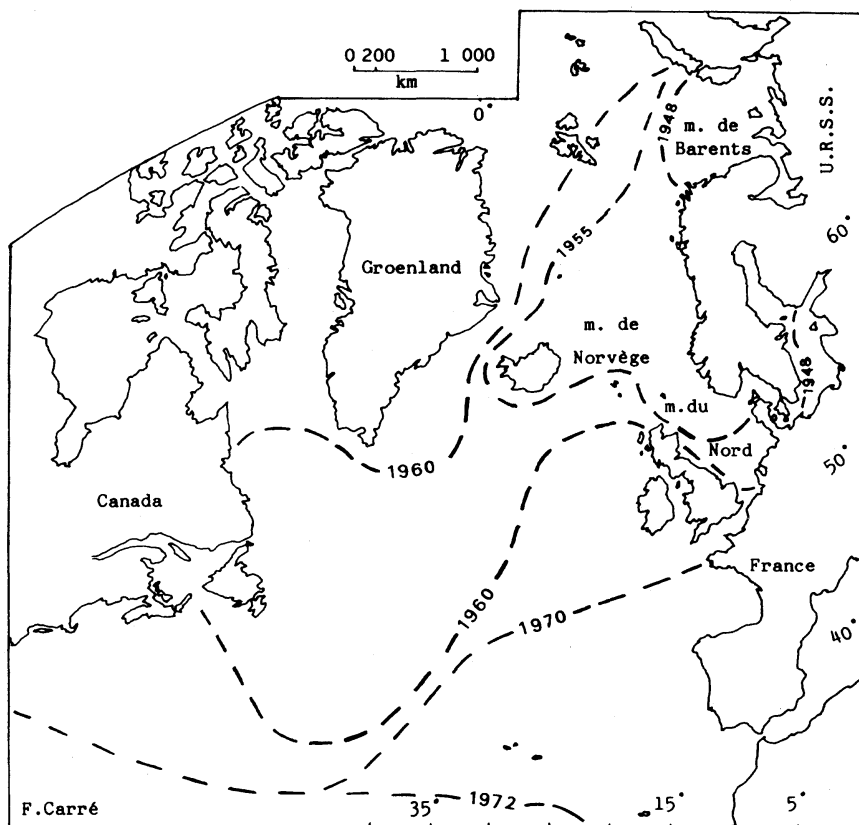 0 200 1 000
km
0°
1948
m. de
Barents
U.R.S.S.
60°
1955
Groenland
m. de
Norvège
1948
m.du
Nord
50°
1960
Canada
France
1960
1970
40°
1972
35°
15°
5°
F.Carré